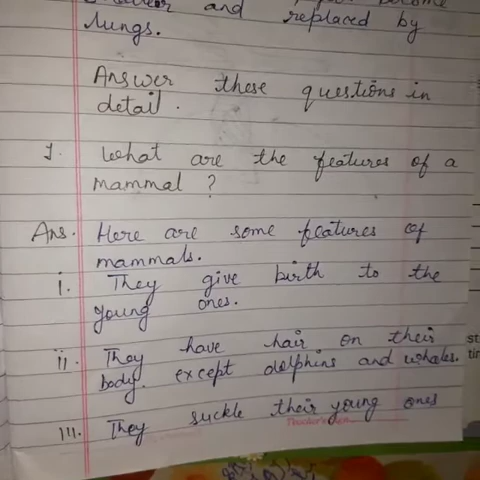 and replaced by
lungs.
Answer these questions in
detail.
I. What are the features of a
mammal ?
Ans. Here are some features of
mammals.
i. They give birth to the
young ones.
ii. They have hair on their
body. except dolphins and whales.
iii. They suckle their young ones